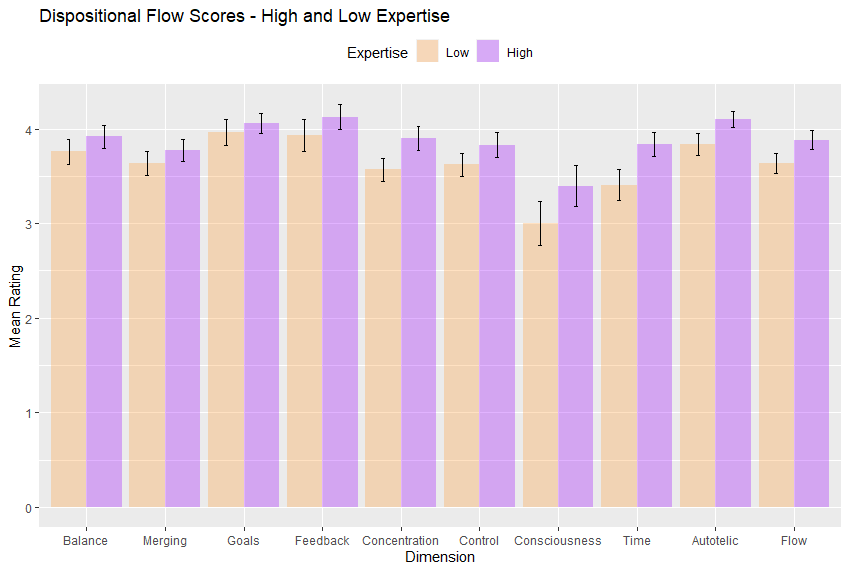 Dispositional Flow Scores - High and Low Expertise
Expertise Low High
Mean Rating
4
3
2
1
0
Balance Merging Goals Feedback Concentration Control Consciousness Time Autotelic Flow
Dimension